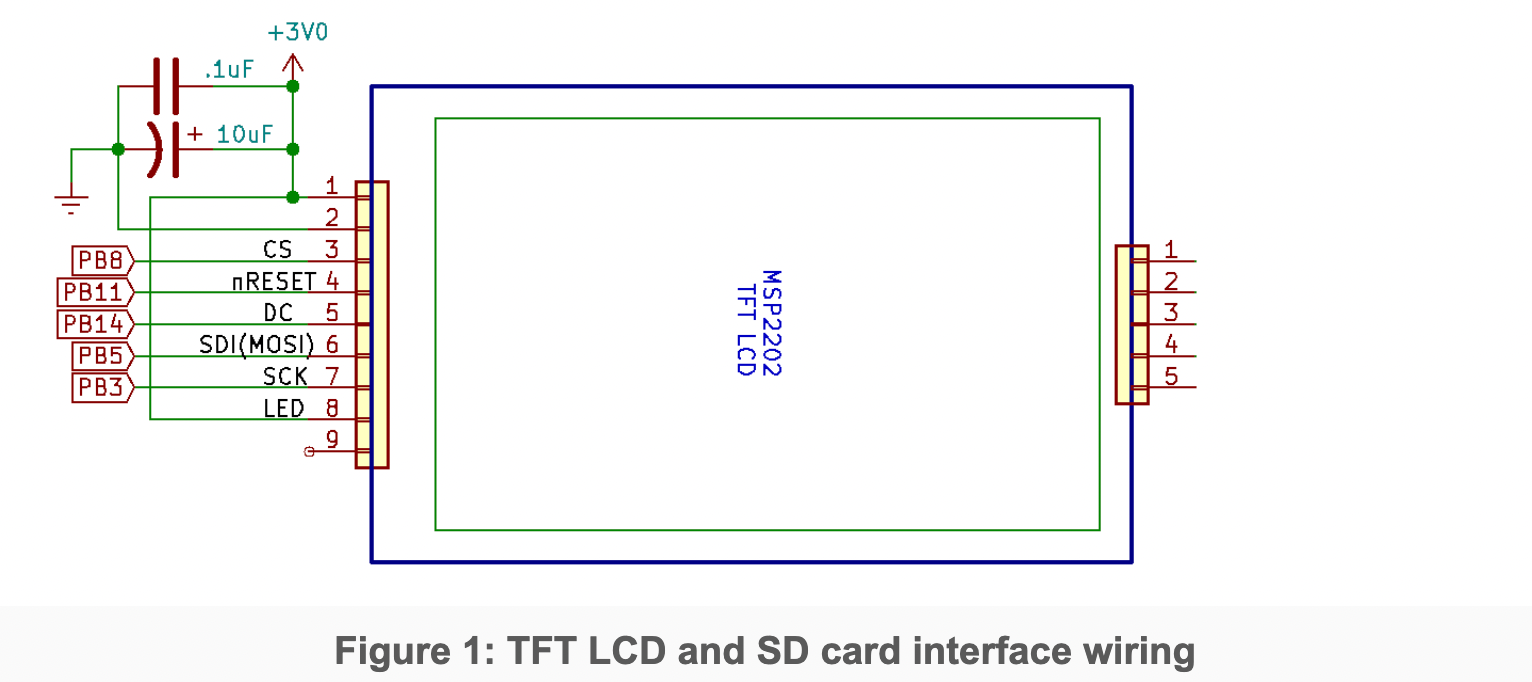 +3V0
.1uF
+ 10uF
1
2
PB8 CS 3
PB11 nRESET 4
PB14 DC 5
PB5 SDI(MOSI) 6
PB3 SCK 7
LED 8
9
MSP2202
TFT LCD
1
2
3
4
5
Figure 1: TFT LCD and SD card interface wiring